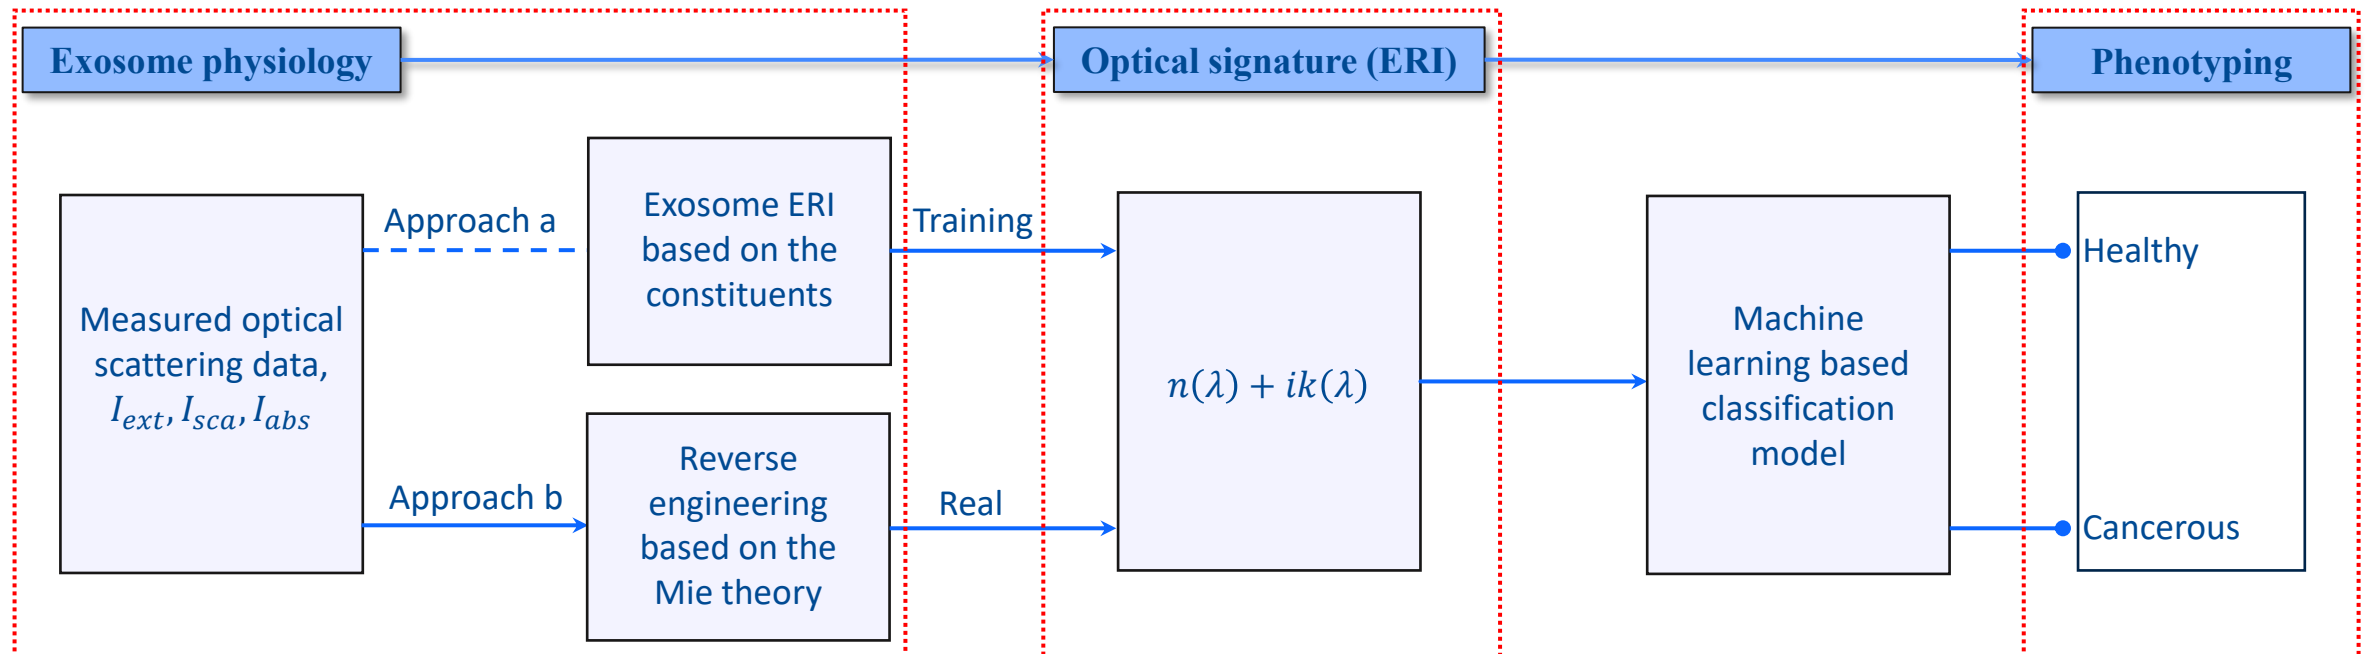 Exosome physiology
Optical signature (ERI)
Phenotyping
Measured optical
scattering data,
I_ext, I_sca, I_abs
Approach a
Approach b
Exosome ERI
based on the
constituents
Reverse
engineering
based on the
Mie theory
Training
Real
n(λ) + ik(λ)
Machine
learning based
classification
model
Healthy
Cancerous